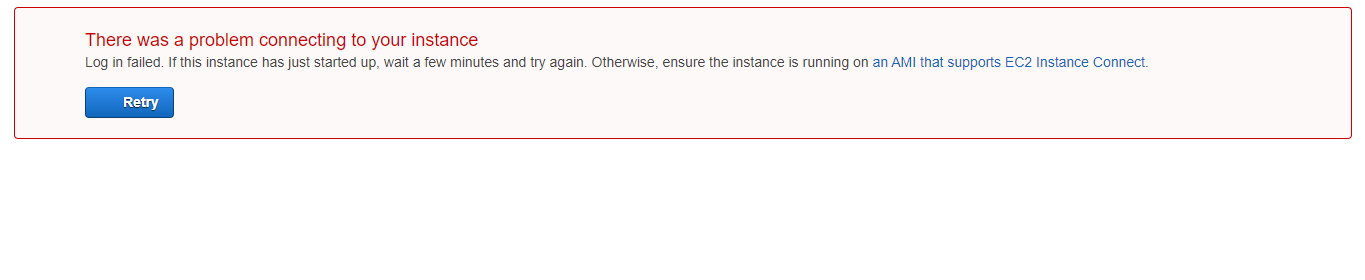 There was a problem connecting to your instance
Log in failed. If this instance has just started up, wait a few minutes and try again. Otherwise, ensure the instance is running on an AMI that supports EC2 Instance Connect.
Retry